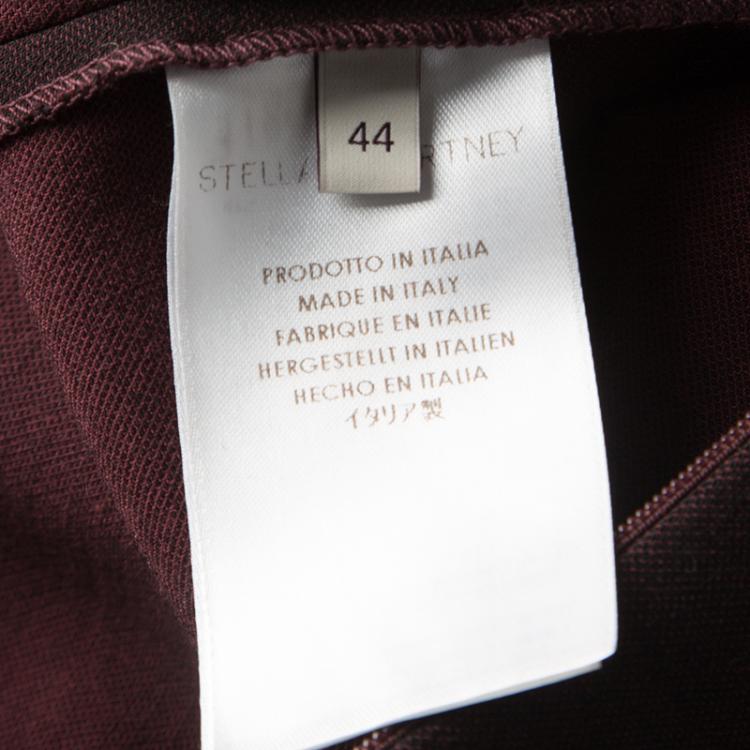 44
STELLA RTNEY
PRODOTTO IN ITALIA
MADE IN ITALY
FABRIQUE EN ITALIE
HERGESTELLT IN ITALIEN
HECHO EN ITALIA
イタリア製